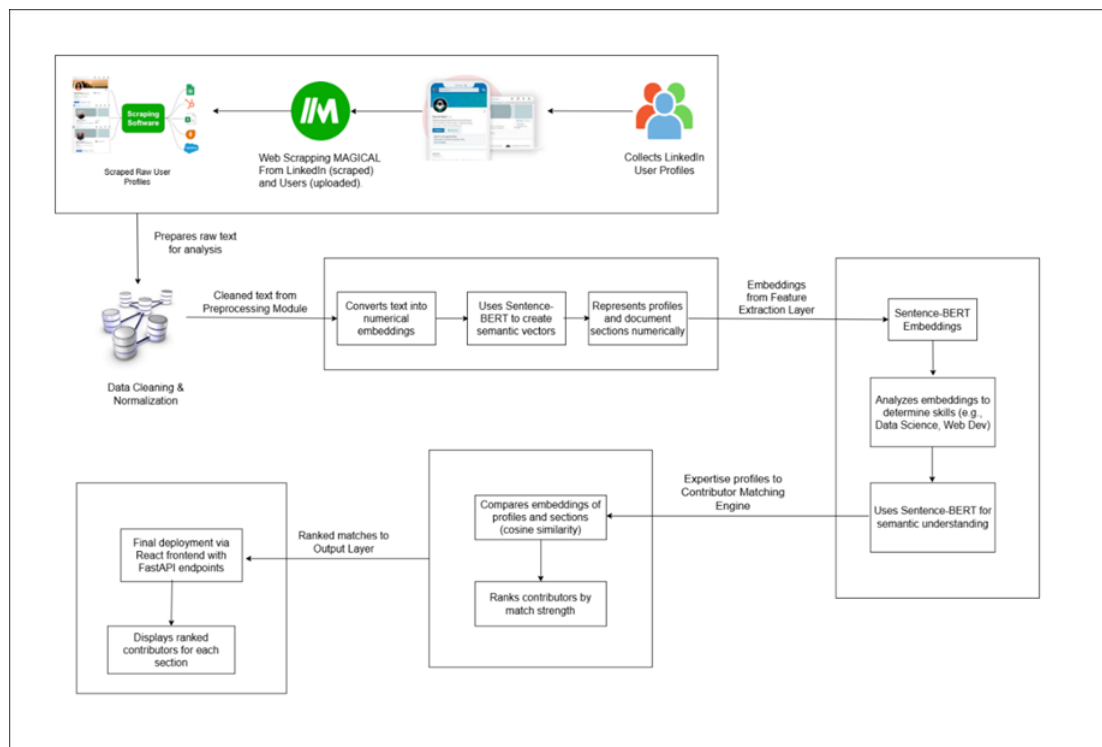 Scraping
Software
Scraped Raw User
Profiles
Web Scrapping MAGICAL
From LinkedIn (scraped)
and Users (uploaded).
Collects LinkedIn
User Profiles
Prepares raw text
for analysis
Data Cleaning &
Normalization
Cleaned text from
Preprocessing Module
Converts text into
numerical
embeddings
Uses Sentence-
BERT to create
semantic vectors
Represents profiles
and document
sections numerically
Embeddings
from Feature
Extraction Layer
Sentence-BERT
Embeddings
Analyzes embeddings to
determine skills (e.g.,
Data Science, Web Dev)
Uses Sentence-BERT for
semantic understanding
Expertise profiles to
Contributor Matching
Engine
Compares embeddings of
profiles and sections
(cosine similarity)
Ranks contributors by
match strength
Ranked matches to
Output Layer
Final deployment via
React frontend with
FastAPI endpoints
Displays ranked
contributors for each
section